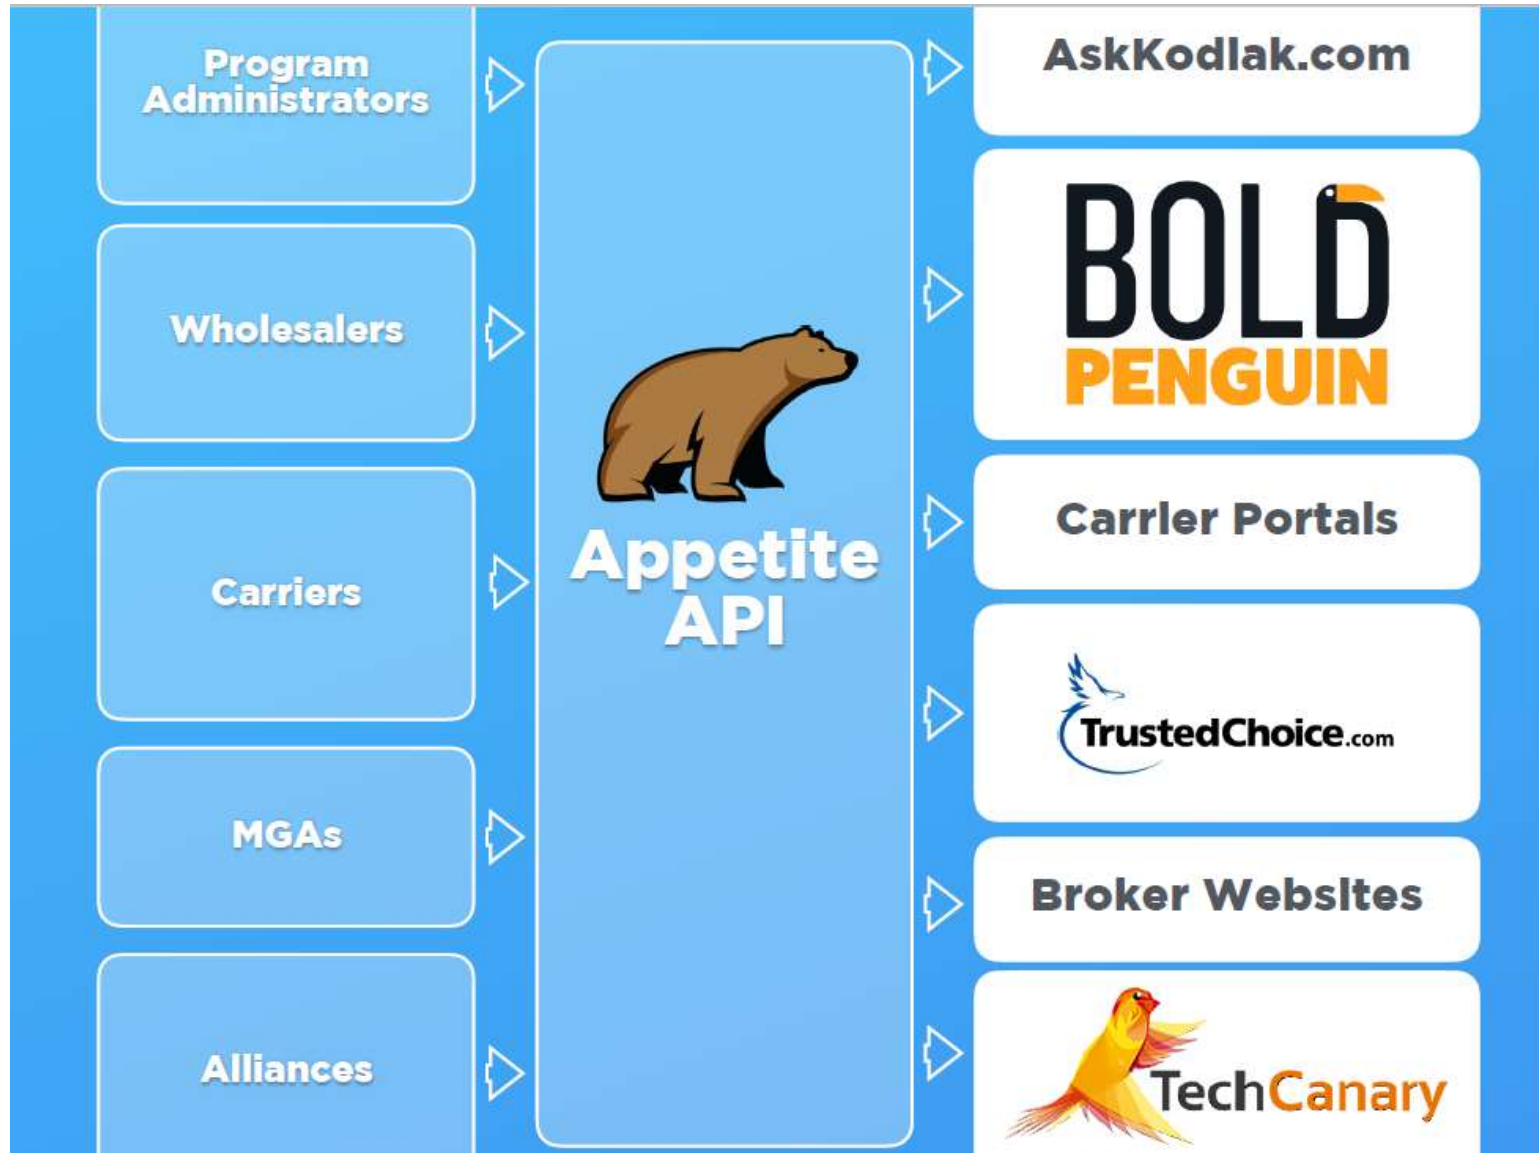 Program
Administrators
Wholesalers
Carriers
MGAs
Alliances
Appetite
API
AskKodIak.com
BOLD
PENGUIN
CarrIer Portals
TrustedChoice.com
Broker WebsItes
TechCanary